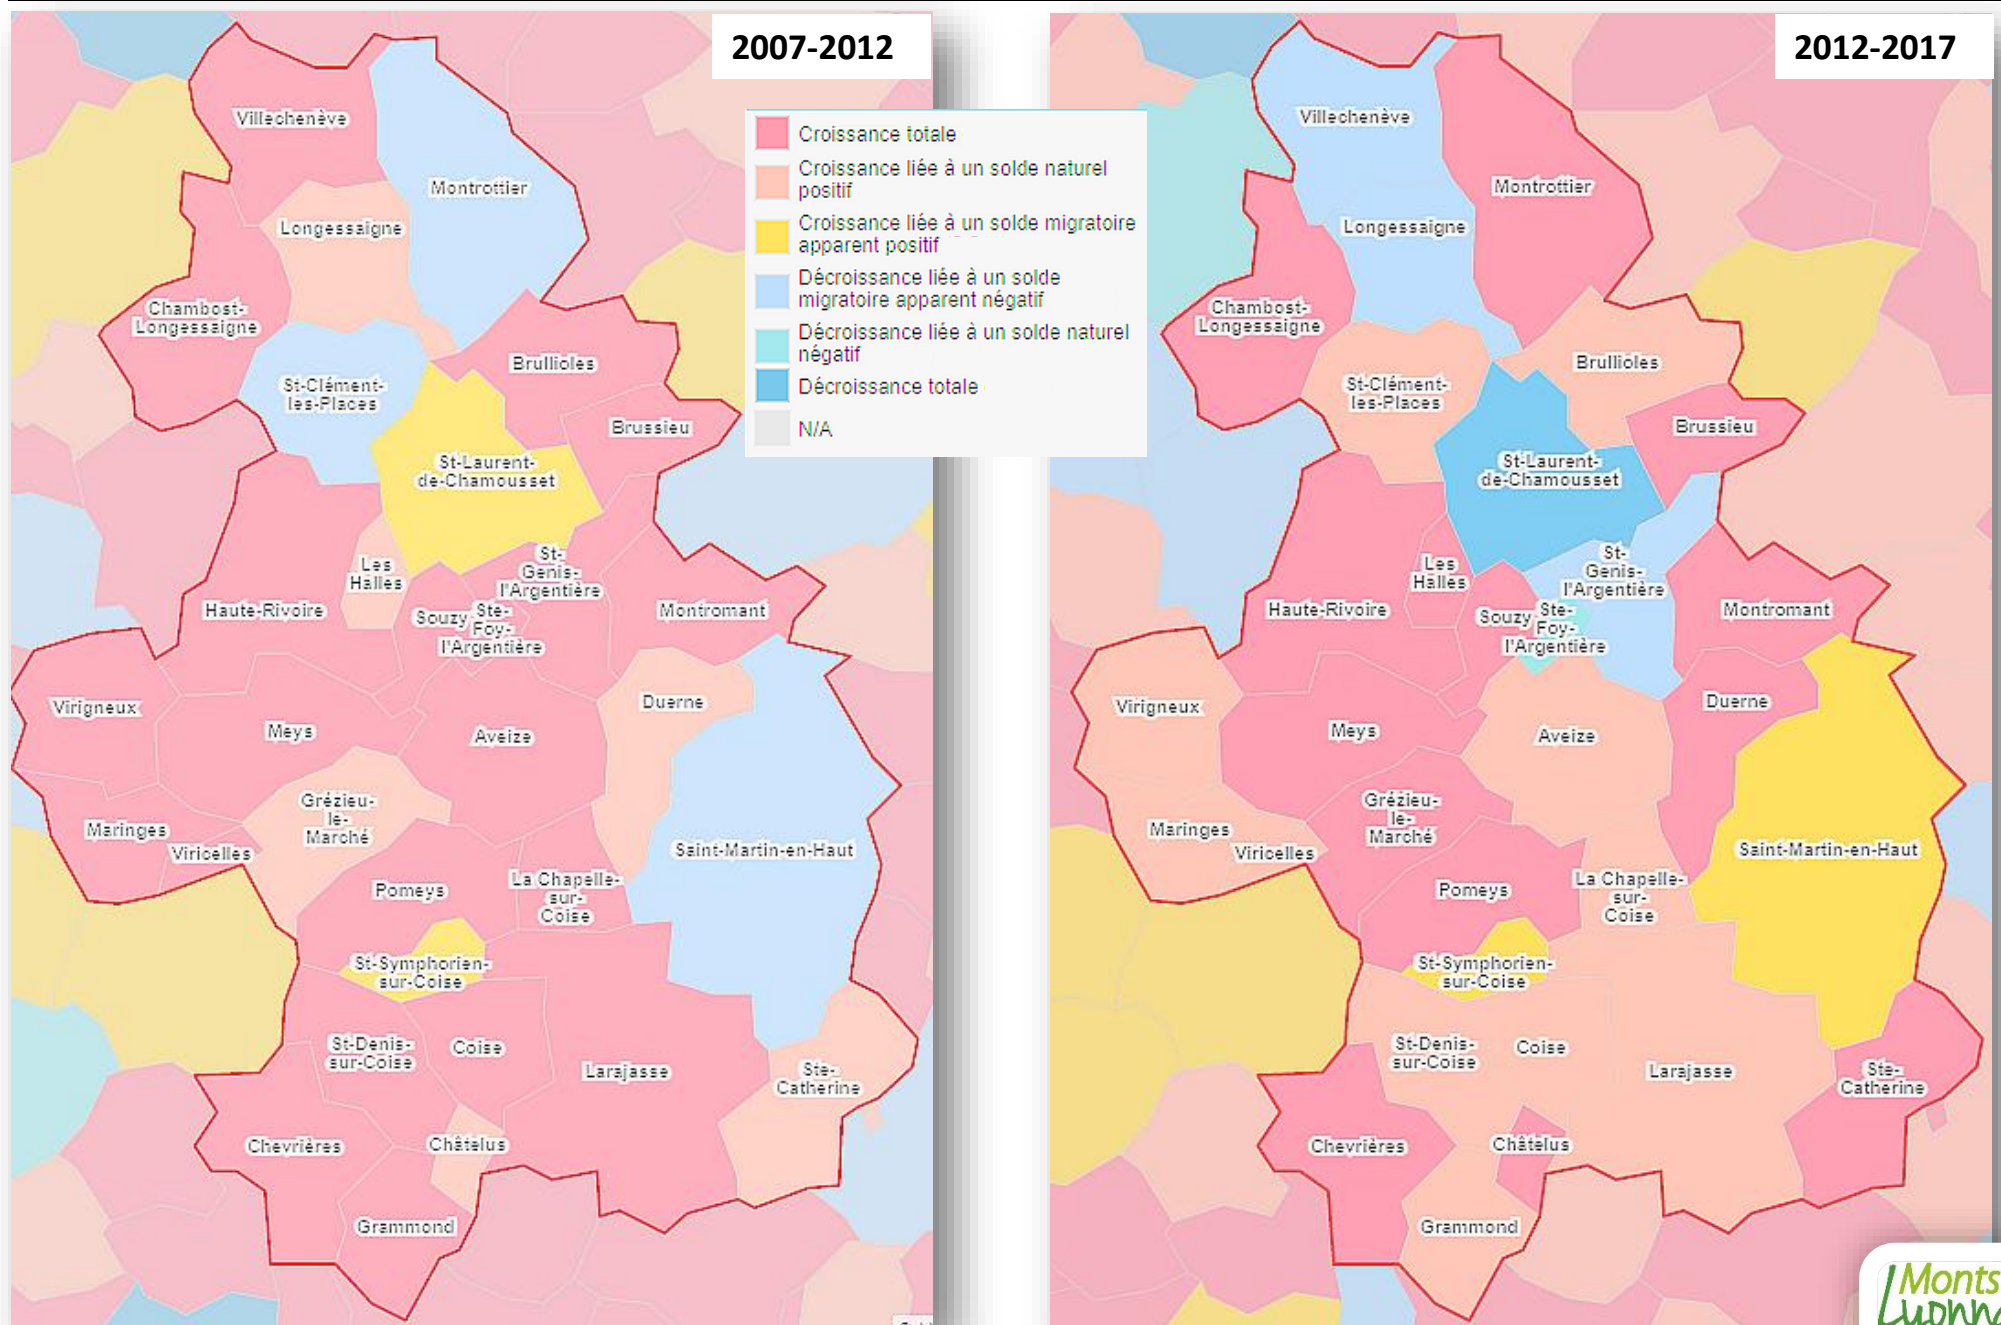 2007-2012
Villechenève
Montrottier
Longessaigne
Chambost-
Longessaigne
Brullioles
St-Clément-
les-Places
Brussieu
St-Laurent-
de-Chamousset
Les
Halles
St-
Genis-
l'Argentière
Haute-Rivoire
Souzy
Ste-
Foy-
l'Argentière
Montromant
Virigneux
Meys
Aveize
Duerne
Grézieu-
le-
Marché
Maringes
Viricelles
Saint-Martin-en-Haut
Pomeys
La Chapelle-
sur-
Coise
St-Symphorien-
sur-Coise
St-Denis-
sur-Coise
Coise
Larajasse
Ste-
Catherine
Chevrières
Châtelus
Grammond
Croissance totale
Croissance liée à un solde naturel
positif
Croissance liée à un solde migratoire
apparent positif
Décroissance liée à un solde
migratoire apparent négatif
Décroissance liée à un solde naturel
négatif
Décroissance totale
N/A
2012-2017
Villechenève
Montrottier
Longessaigne
Chambost-
Longessaigne
Brullioles
St-Clément-
les-Places
Brussieu
St-Laurent-
de-Chamousset
Les
Halles
St-
Genis-
l'Argentière
Haute-Rivoire
Souzy
Ste-
Foy-
l'Argentière
Montromant
Virigneux
Meys
Aveize
Duerne
Grézieu-
le-
Marché
Maringes
Viricelles
Saint-Martin-en-Haut
Pomeys
La Chapelle-
sur-
Coise
St-Symphorien-
sur-Coise
St-Denis-
sur-Coise
Coise
Larajasse
Ste-
Catherine
Chevrières
Châtelus
Grammond
Monts